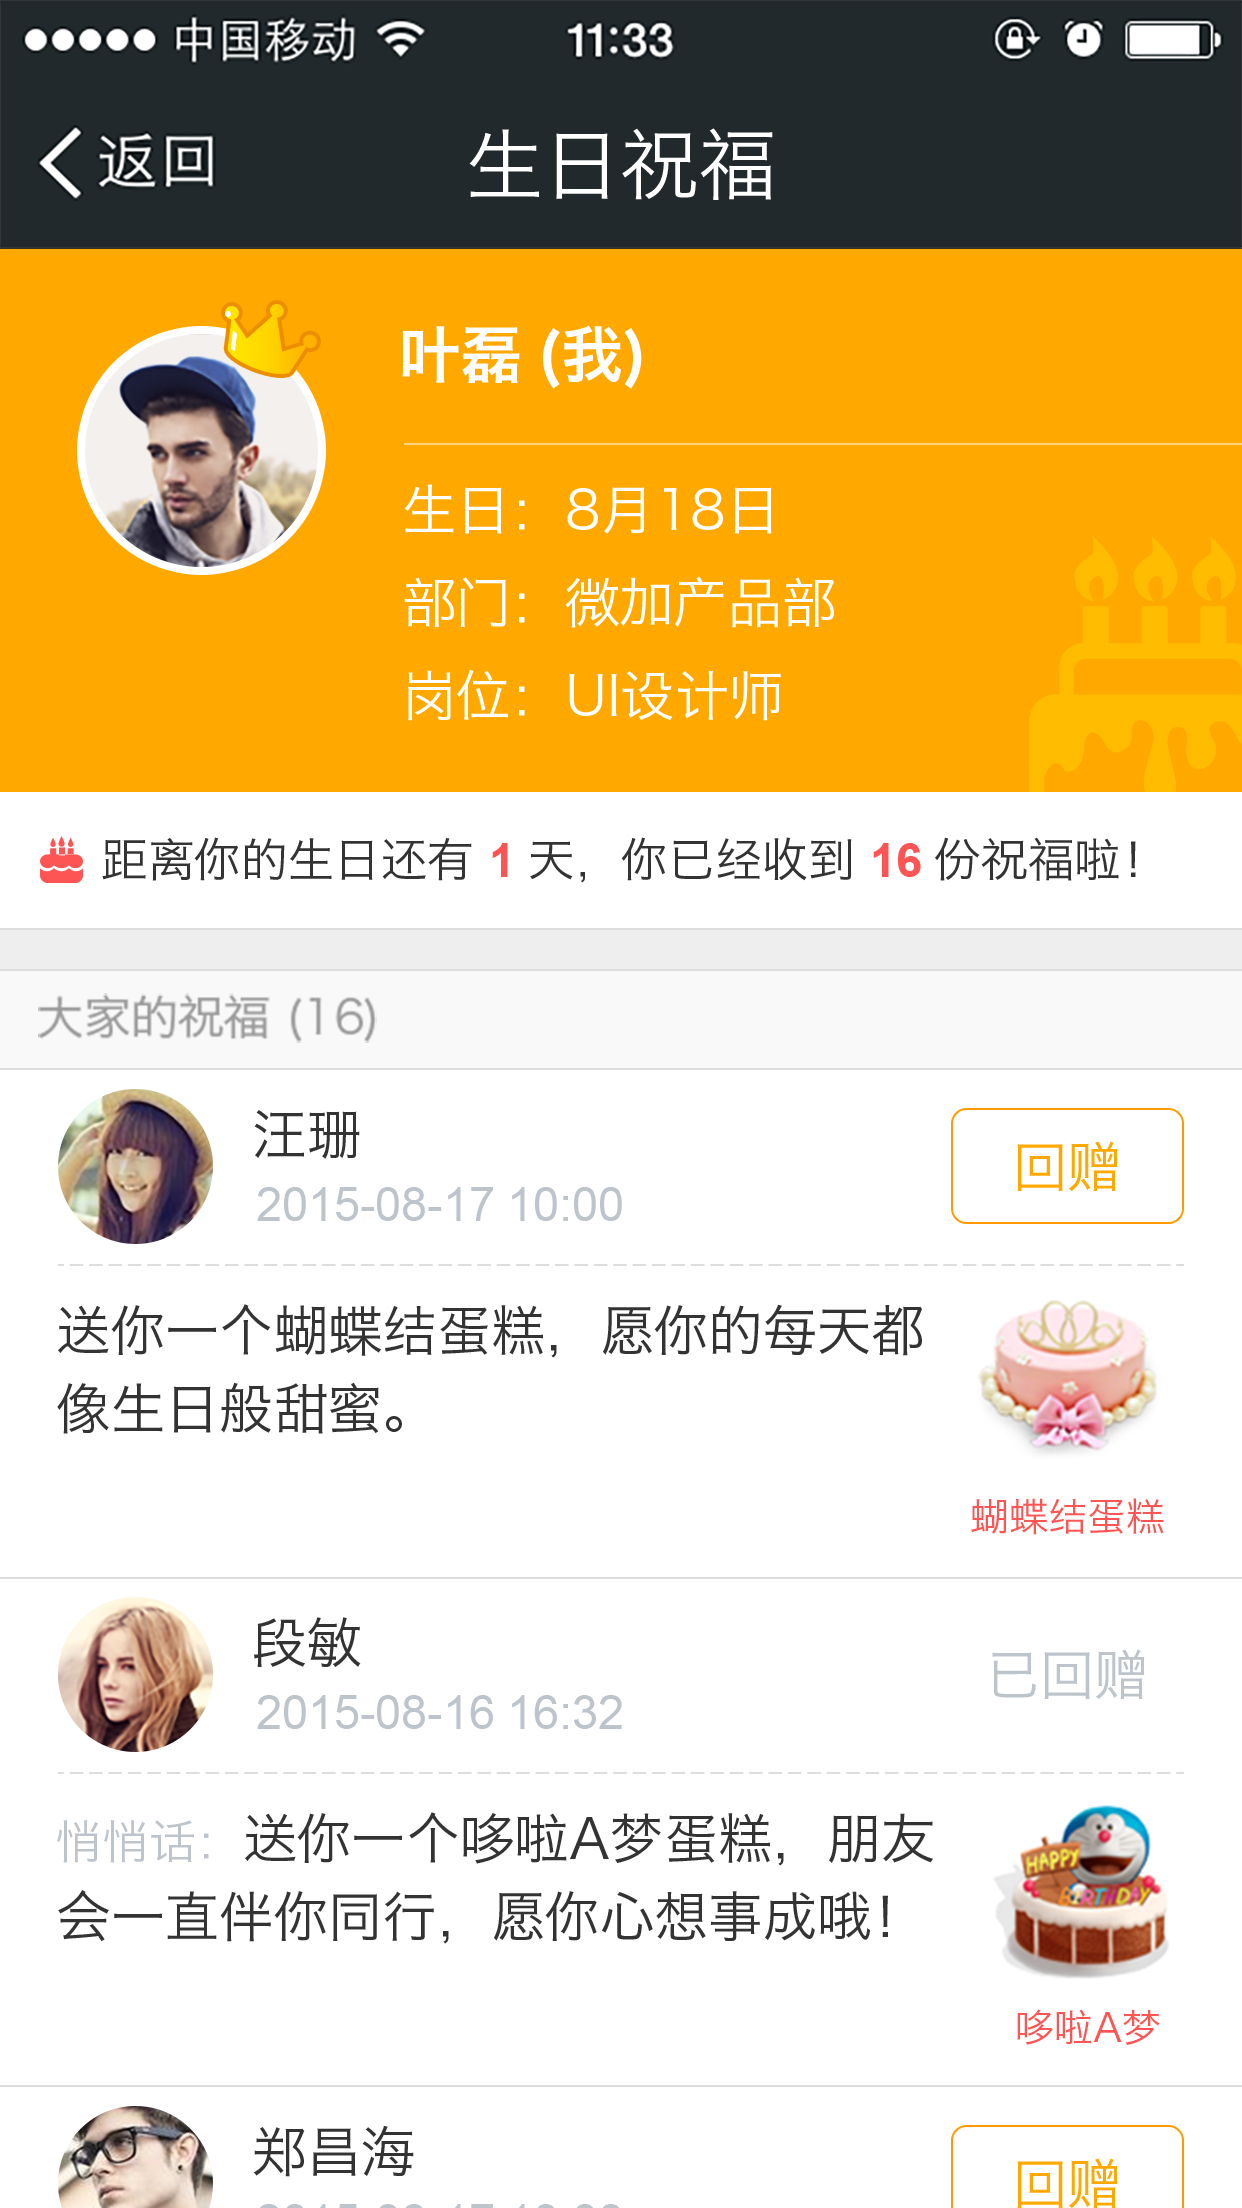 中国移动
11:33
返回
生日祝福
叶磊 (我)
生日：8月18日
部门：微加产品部
岗位：UI设计师
距离你的生日还有 1 天，你已经收到 16 份祝福啦！
大家的祝福 (16)
汪珊
2015-08-17 10:00
回赠
送你一个蝴蝶结蛋糕，愿你的每天都
像生日般甜蜜。
蝴蝶结蛋糕
段敏
2015-08-16 16:32
已回赠
悄悄话：送你一个哆啦A梦蛋糕，朋友
会一直伴你同行，愿你心想事成哦！
HAPPY
BIRTHDAY
哆啦A梦
郑昌海
回赠